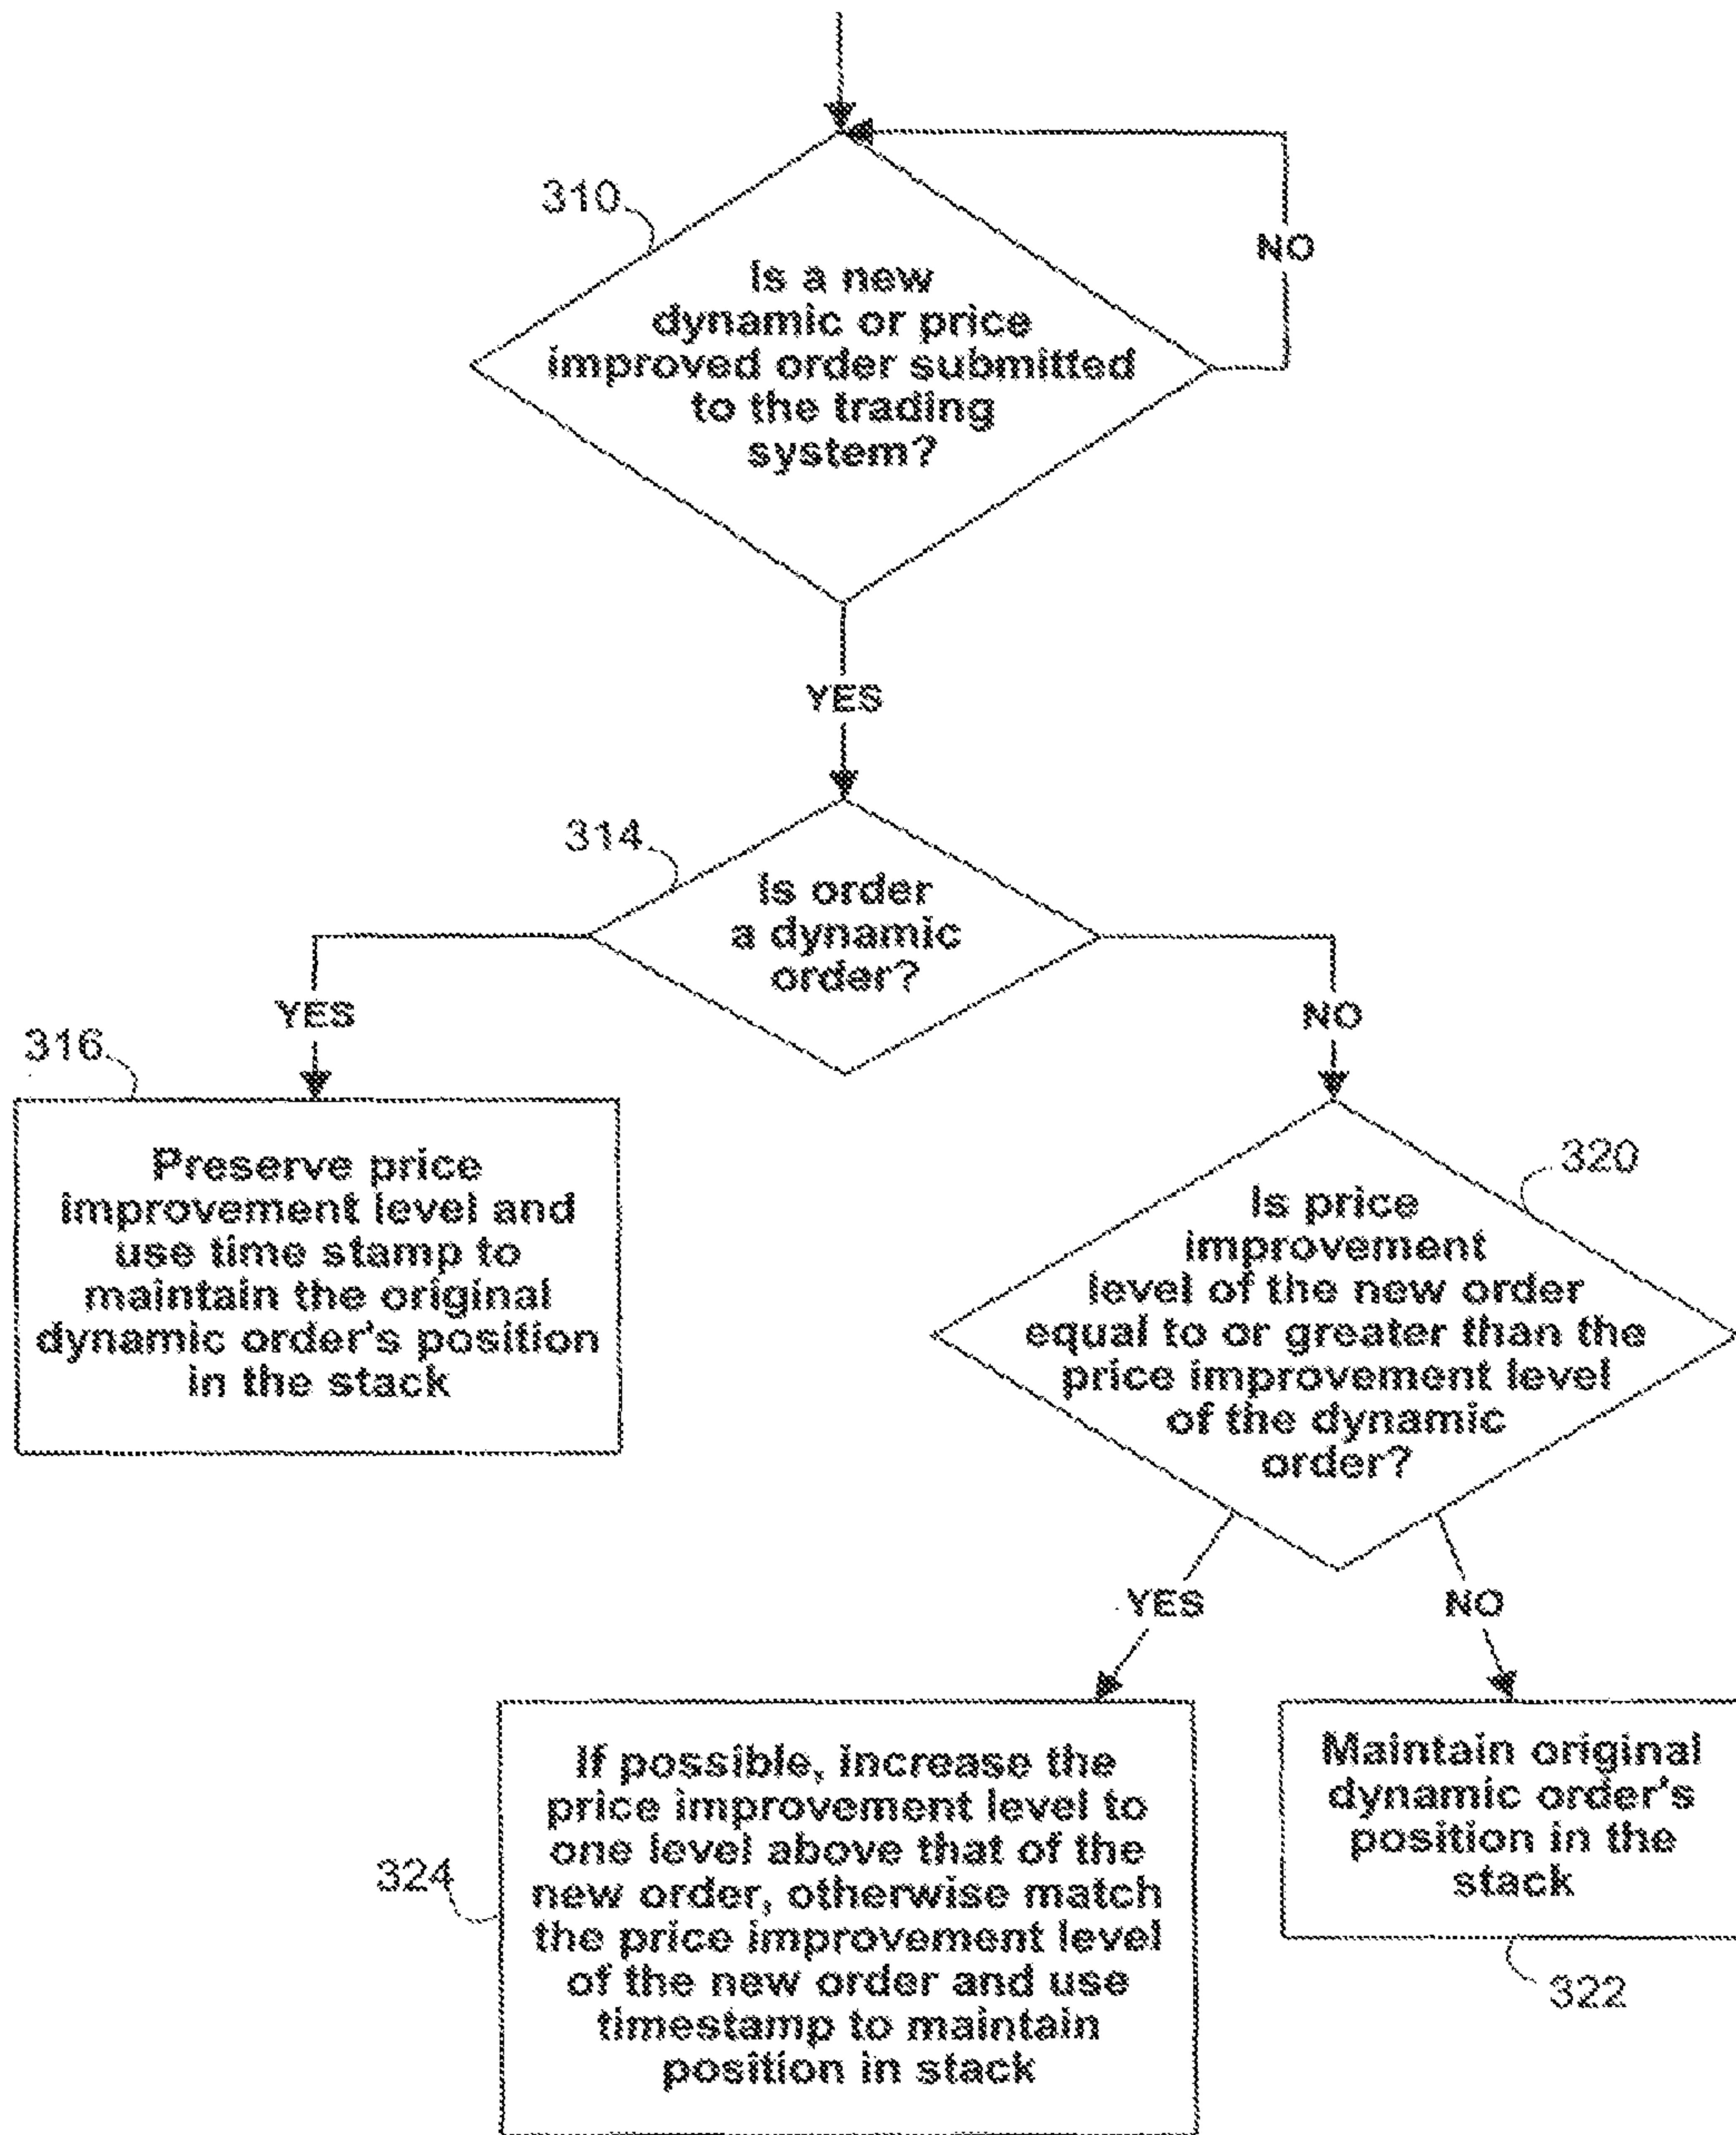 310
Is a new
dynamic or price
improved order submitted
to the trading
system?
NO
YES
314
Is order
a dynamic
order?
YES
NO
316
Preserve price
improvement level and
use time stamp to
maintain the original
dynamic order's position
in the stack
320
Is price
improvement
level of the new order
equal to or greater than the
price improvement level
of the dynamic
order?
YES
NO
324
If possible, increase the
price improvement level to
one level above that of the
new order, otherwise match
the price improvement level
of the new order and use
timestamp to maintain
position in stack
Maintain original
dynamic order's
position in the
stack
322